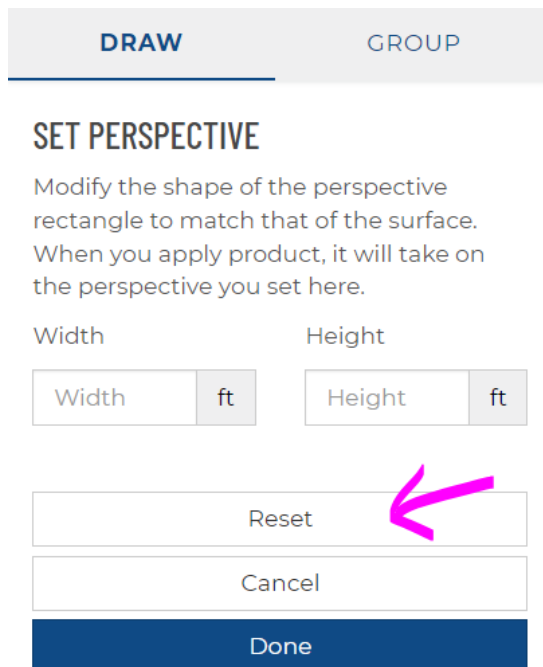 DRAW GROUP
SET PERSPECTIVE
Modify the shape of the perspective
rectangle to match that of the surface.
When you apply product, it will take on
the perspective you set here.
Width Height
Width ft Height ft
Reset
Cancel
Done